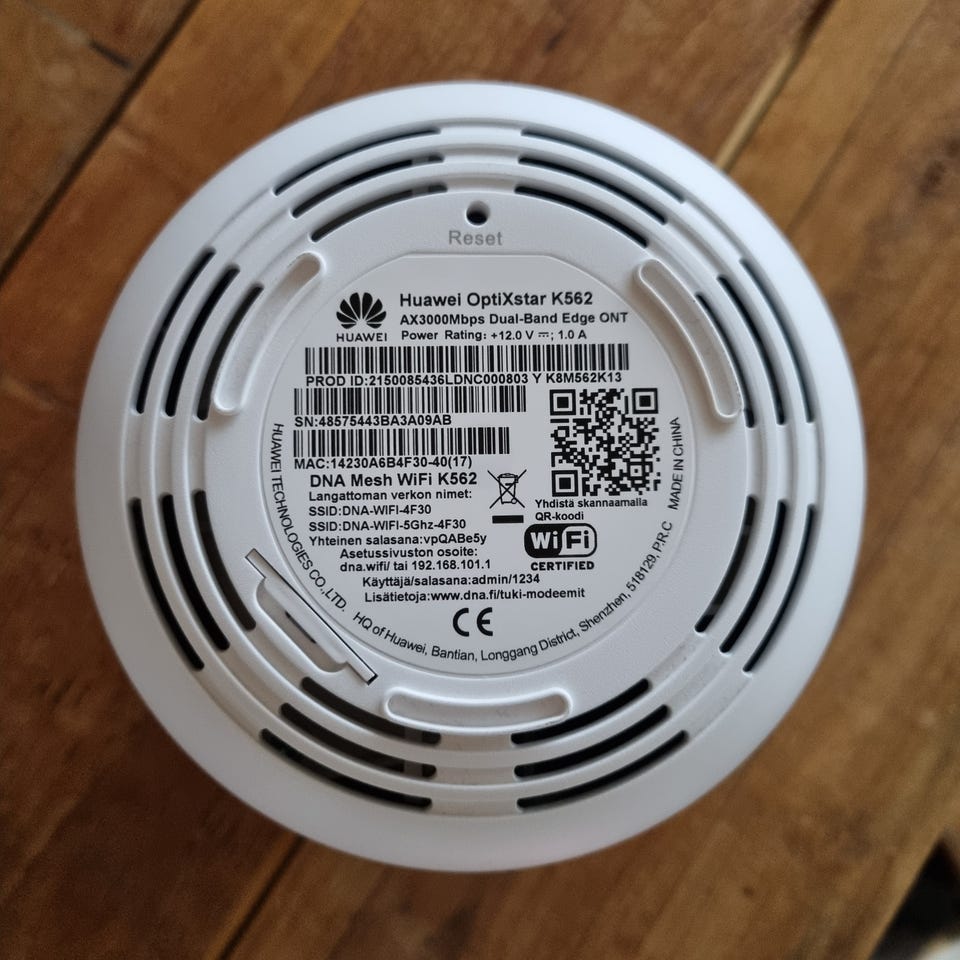 Reset
HUAWEI
Huawei OptiXstar K562
AX3000Mbps Dual-Band Edge ONT
Power Rating: +12.0 V ⎓; 1.0 A
PROD ID:2150085436LDNC000803 Y K8M562K13
SN:48575443BA3A09AB
MAC:14230A6B4F30-40(17)
DNA Mesh WiFi K562
Langattoman verkon nimet:
SSID:DNA-WIFI-4F30
SSID:DNA-WIFI-5Ghz-4F30
Yhteinen salasana:vpQABe5y
Asetussivuston osoite:
dna.wifi/ tai 192.168.101.1
Käyttäjä/salasana:admin/1234
Lisätietoja:www.dna.fi/tuki-modeemit
Yhdistä skannaamalla
QR-koodi
Wi Fi
CERTIFIED
CE
HUAWEI TECHNOLOGIES CO.,LTD. HQ of Huawei, Bantian, Longgang District, Shenzhen, 518129, P.R.C MADE IN CHINA